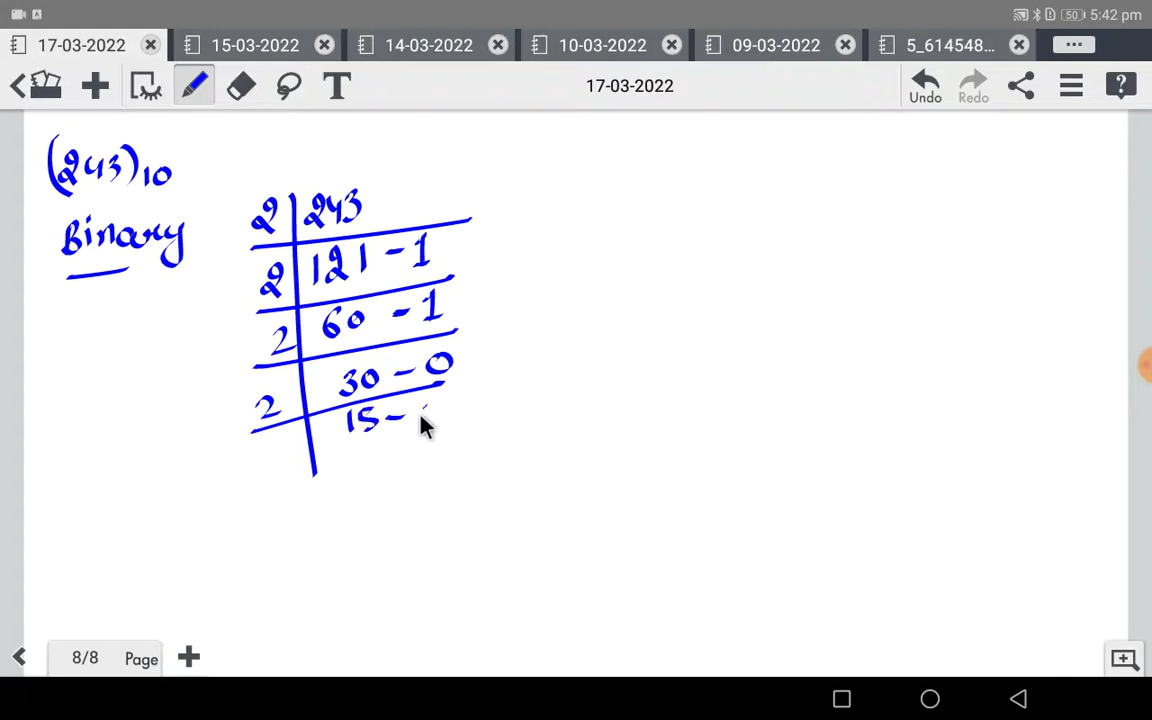 50 5:42 pm
17-03-2022 15-03-2022 14-03-2022 10-03-2022 09-03-2022 5_614548... ...
T 17-03-2022 Undo Redo ?
(243)10
Binary
2 243
2 121 - 1
2 60 - 1
2 30 - 0
15 -
8/8 Page